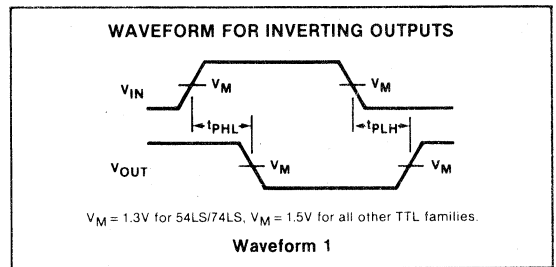 WAVEFORM FOR INVERTING OUTPUTS
VIN
VM
VM
tPHL
tPLH
VOUT
VM
VM
VM = 1.3V for 54LS/74LS, VM = 1.5V for all other TTL families.
Waveform 1